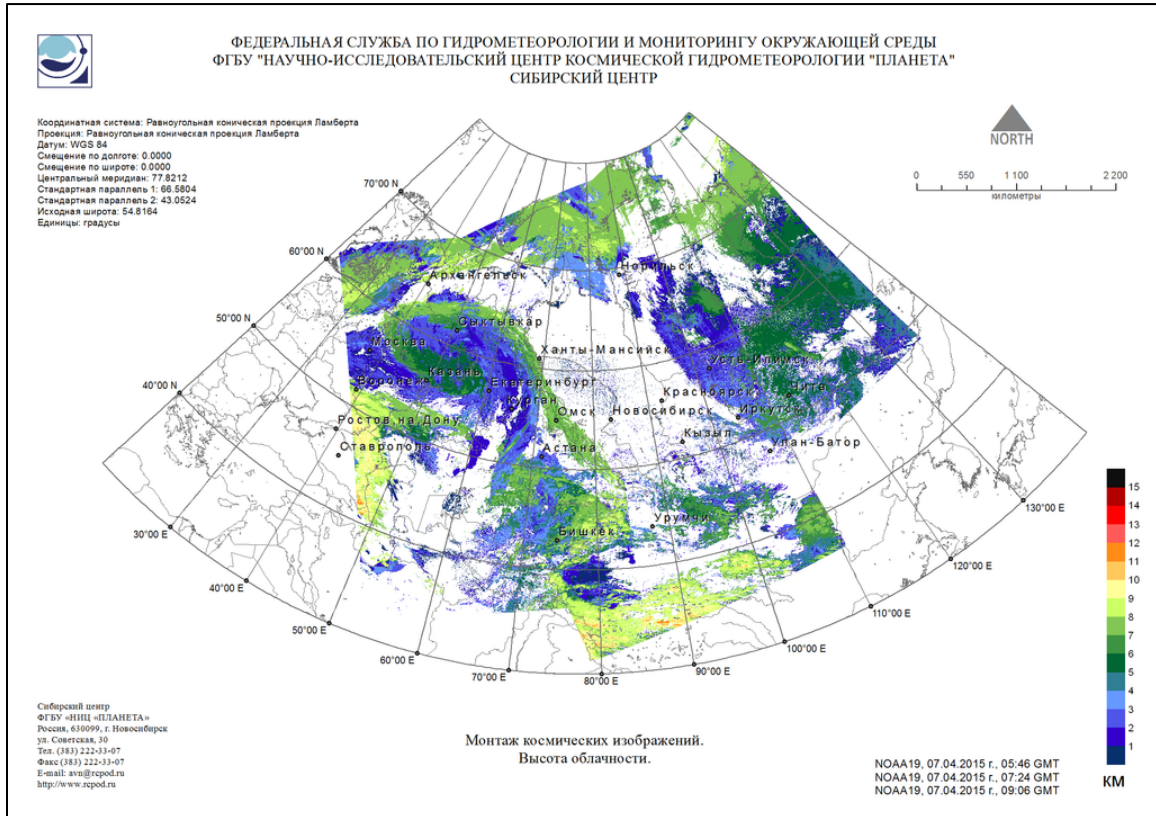 ФЕДЕРАЛЬНАЯ СЛУЖБА ПО ГИДРОМЕТЕОРОЛОГИИ И МОНИТОРИНГУ ОКРУЖАЮЩЕЙ СРЕДЫ
ФГБУ "НАУЧНО-ИССЛЕДОВАТЕЛЬСКИЙ ЦЕНТР КОСМИЧЕСКОЙ ГИДРОМЕТЕОРОЛОГИИ "ПЛАНЕТА"
СИБИРСКИЙ ЦЕНТР
Координатная система: Равноугольная коническая проекция Ламберта
Проекция: Равноугольная коническая проекция Ламберта
Датум: WGS 84
Смещение по долготе: 0.0000
Смещение по широте: 0.0000
Центральный меридиан: 77.8212
Стандартная параллель 1: 66.5804
Стандартная параллель 2: 43.0524
Исходная широта: 54.8164
Единицы: градусы
NORTH
0 550 1 100 2 200
километры
70°00' N
60°00' N
50°00' N
40°00' N
30°00' E
40°00' E
50°00' E
60°00' E
70°00' E
80°00' E
90°00' E
100°00' E
110°00' E
120°00' E
130°00' E
Архангельск
Норильск
Сыктывкар
Москва
Ханты-Мансийск
Усть-Илимск
Казань
Воронеж
Екатеринбург
Чита
Красноярск
Курган
Ростов на Дону
Омск
Новосибирск
Иркутск
Ставрополь
Астана
Кызыл
Улан-Батор
Урумчи
Бишкек
15
14
13
12
11
10
9
8
7
6
5
4
3
2
1
КМ
Сибирский центр
ФГБУ «НИЦ «ПЛАНЕТА»
Россия, 630099, г. Новосибирск
ул. Советская, 30
Тел. (383) 222-33-07
Факс (383) 222-33-07
E-mail: avn@rcpod.ru
http://www.rcpod.ru
Монтаж космических изображений.
Высота облачности.
NOAA19, 07.04.2015 г., 05:46 GMT
NOAA19, 07.04.2015 г., 07:24 GMT
NOAA19, 07.04.2015 г., 09:06 GMT